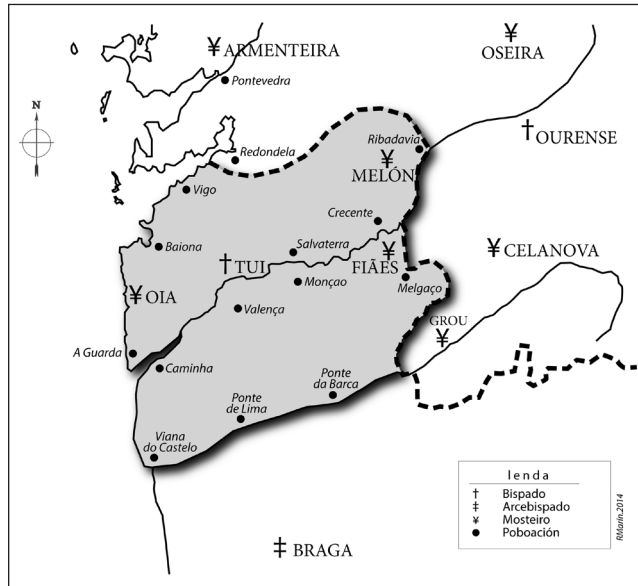 ARMENTEIRA
OSEIRA
Pontevedra
N
Redondela
Ribadavia
OURENSE
MELÓN
Vigo
Crecente
Baiona
Salvaterra
CELANOVA
TUI
FIÃES
Monçao
Melgaço
OIA
Valença
GROU
A Guarda
Caminha
Ponte
da Barca
Ponte
de Lima
Viana
do Castelo
BRAGA
lenda
† Bispado
‡ Arcebispado
¥ Mosteiro
● Poboación
RMarín.2014